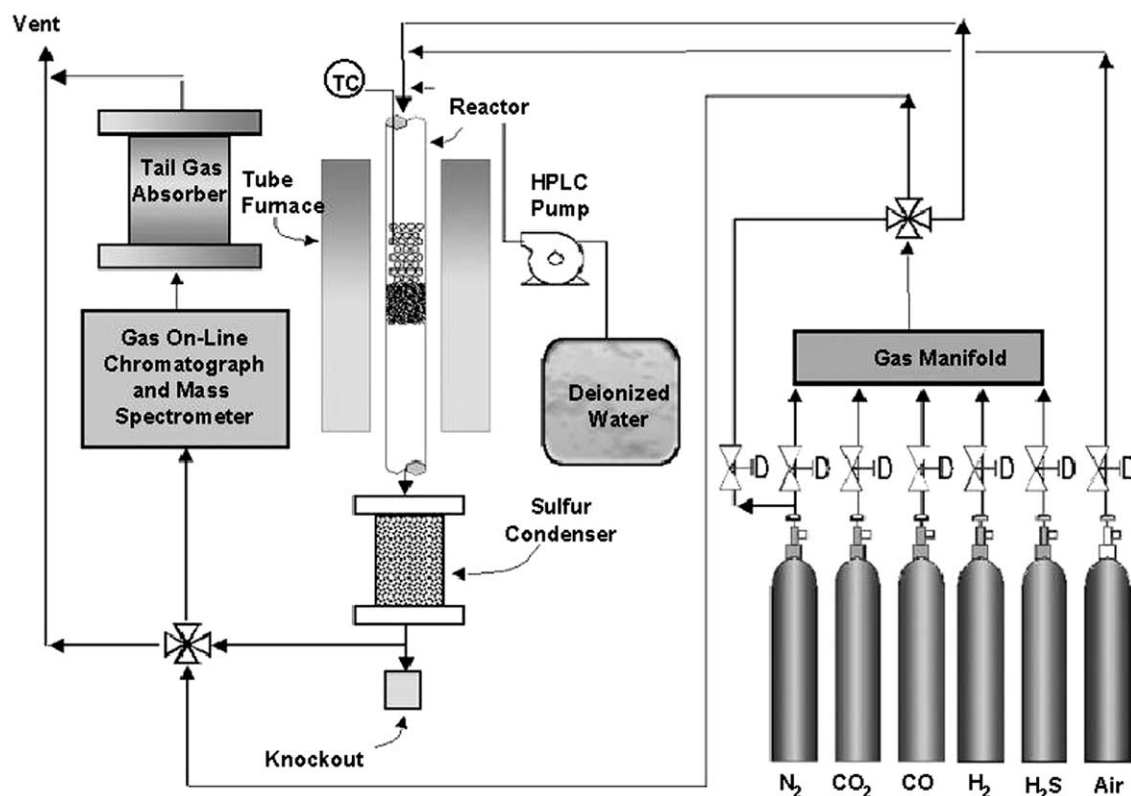 Vent
TC
Reactor
Tail Gas
Absorber
Tube
Furnace
HPLC
Pump
Gas On-Line
Chromatograph
and Mass
Spectrometer
Gas Manifold
Deionized
Water
Sulfur
Condenser
Knockout
N2 CO2 CO H2 H2S Air